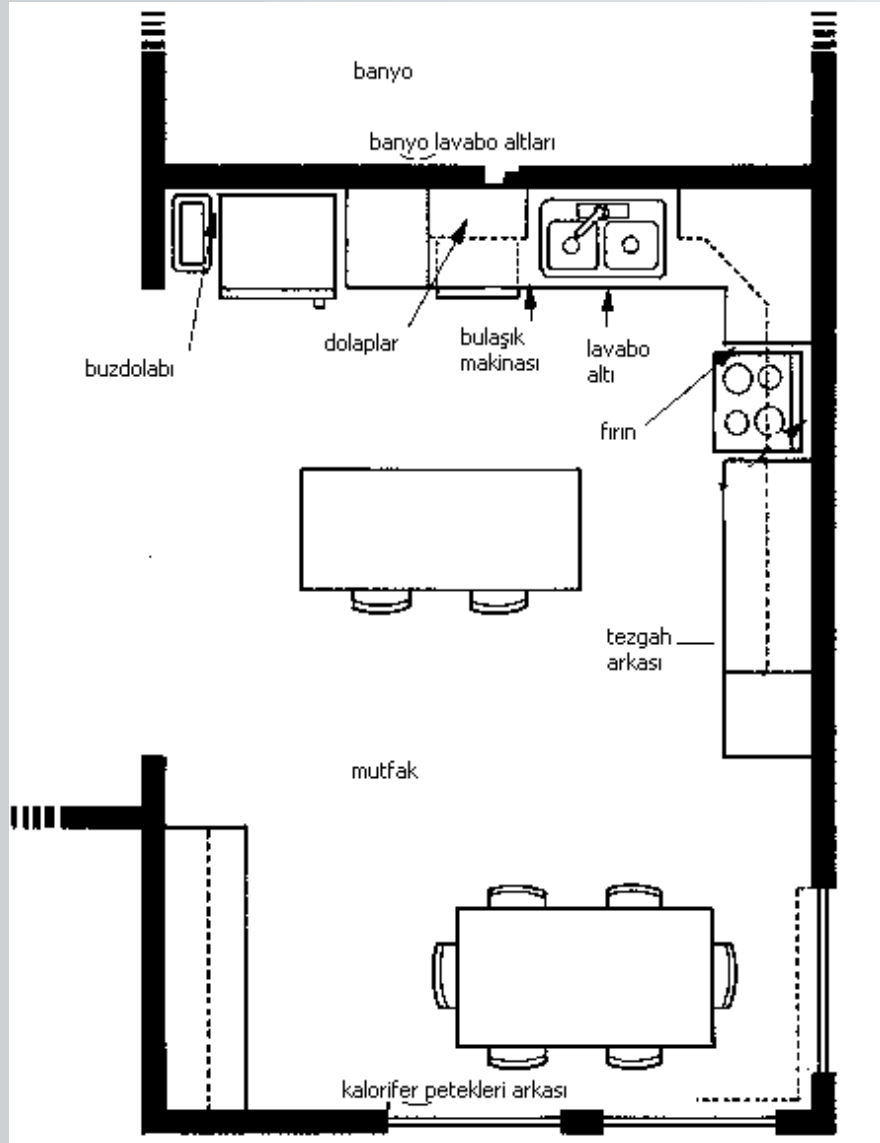 banyo
banyo lavabo altları
buzdolabı
dolaplar
bulaşık
makinası
lavabo
altı
fırın
tezgah
arkası
mutfak
kalorifer petekleri arkası